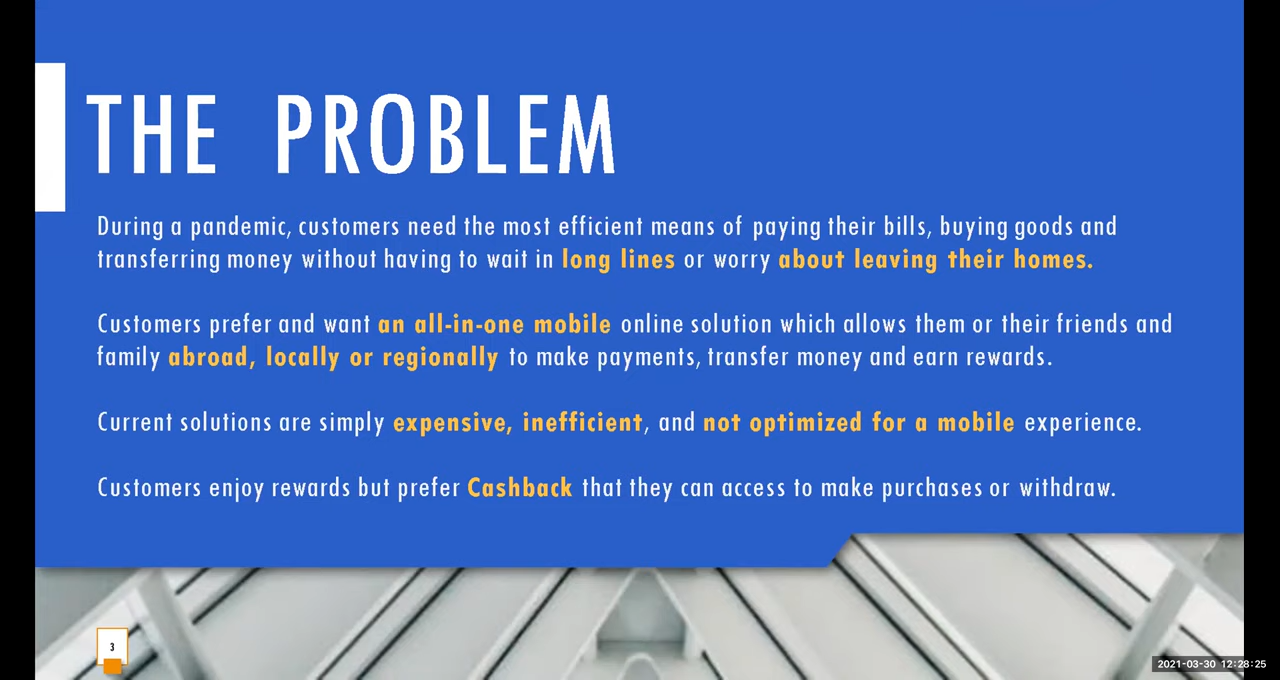 THE PROBLEM
During a pandemic, customers need the most efficient means of paying their bills, buying goods and
transferring money without having to wait in long lines or worry about leaving their homes.
Customers prefer and want an all-in-one mobile online solution which allows them or their friends and
family abroad, locally or regionally to make payments, transfer money and earn rewards.
Current solutions are simply expensive, inefficient, and not optimized for a mobile experience.
Customers enjoy rewards but prefer Cashback that they can access to make purchases or withdraw.
3
2021-03-30 12:28:25